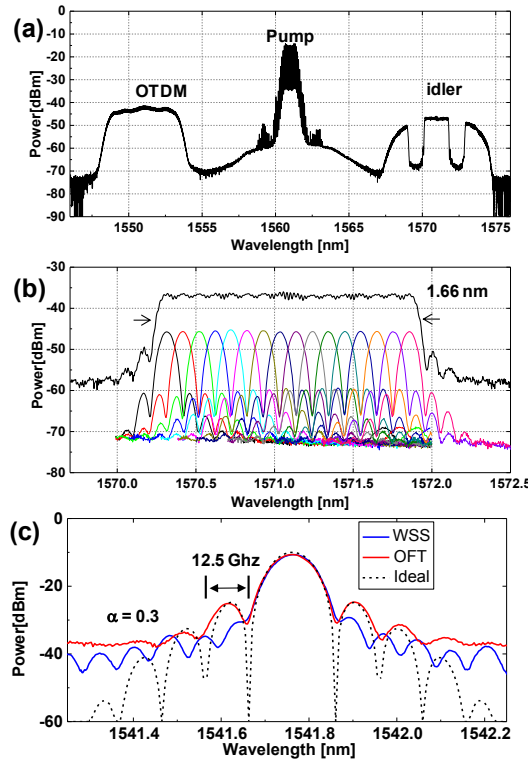 (a)
0
-10
-20
-30
-40
-50
-60
-70
-80
-90
Power[dBm]
OTDM
Pump
idler
1550 1555 1560 1565 1570 1575
Wavelength [nm]
(b)
-30
-40
-50
-60
-70
-80
Power[dBm]
1.66 nm
1570.0 1570.5 1571.0 1571.5 1572.0 1572.5
Wavelength [nm]
(c)
0
-20
-40
-60
Power[dBm]
12.5 Ghz
α = 0.3
WSS
OFT
Ideal
1541.4 1541.6 1541.8 1542.0 1542.2
Wavelength [nm]